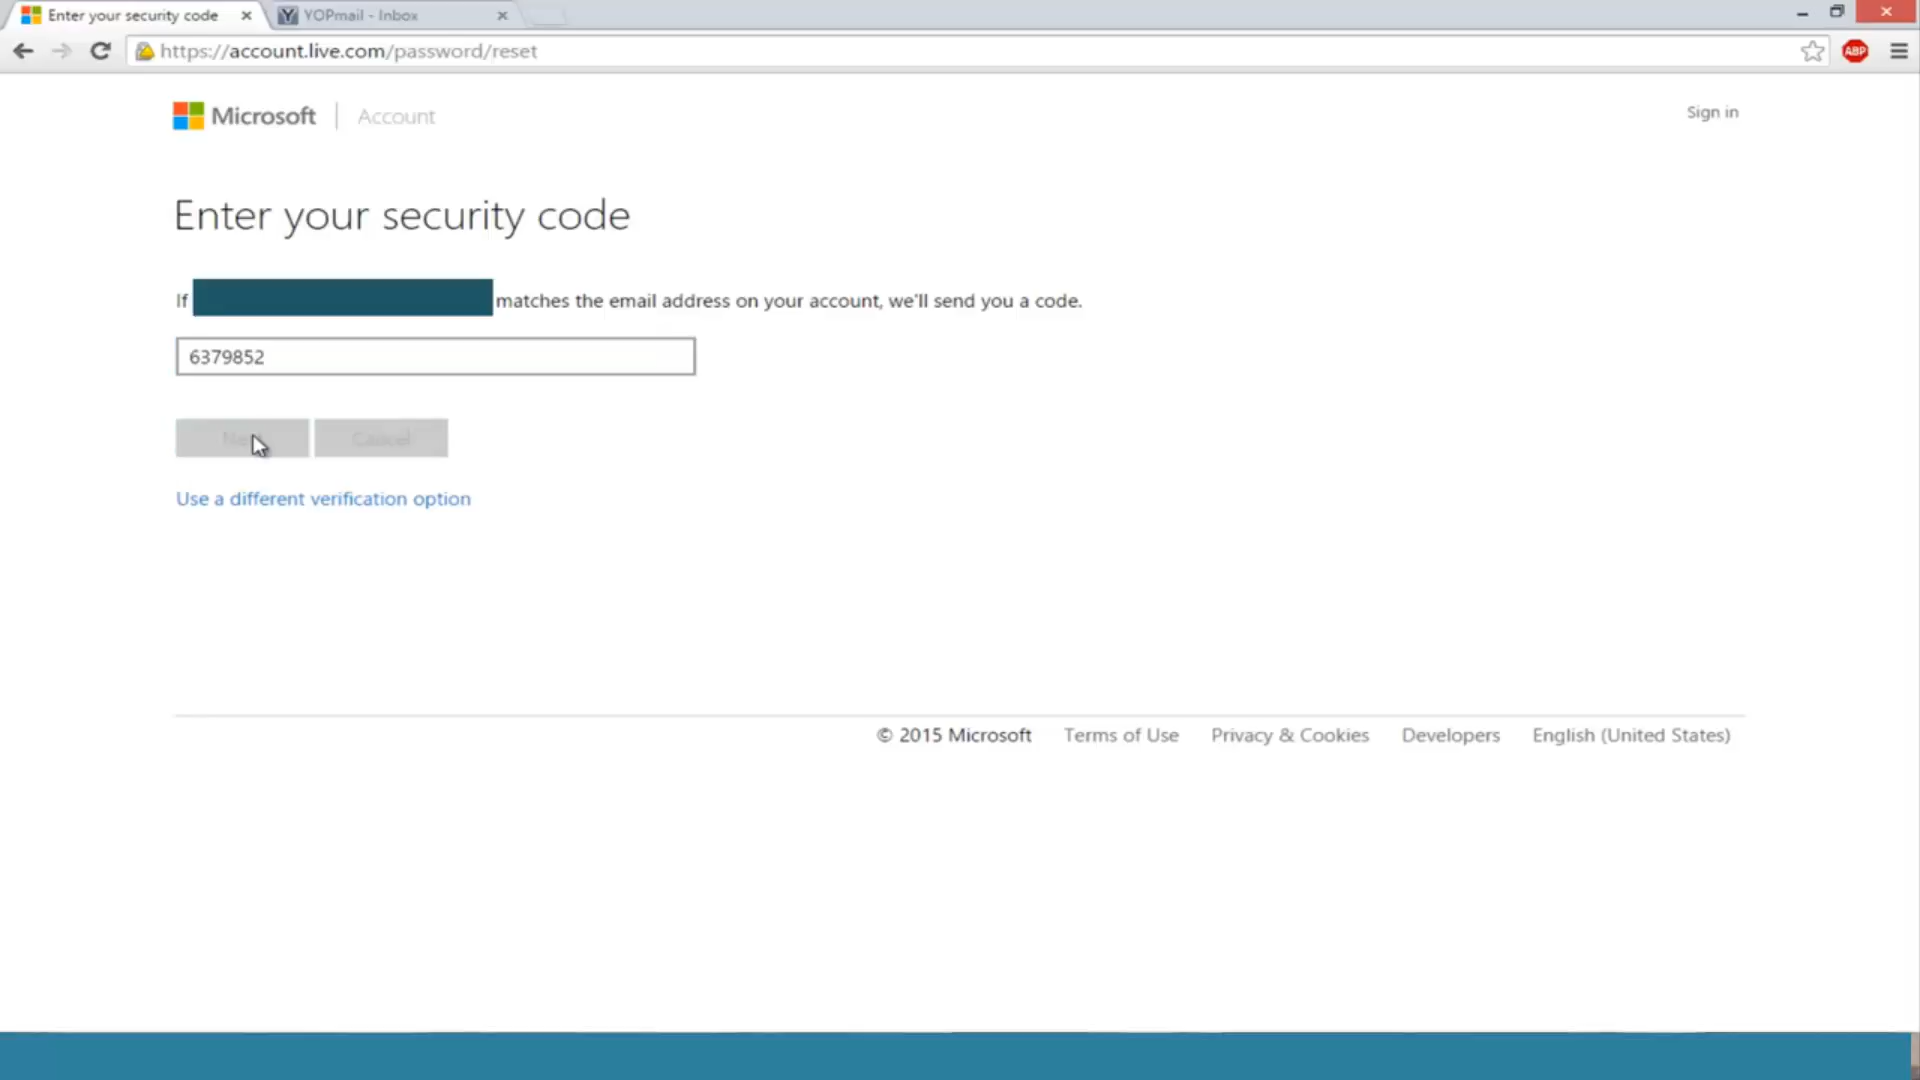 Enter your security code
YOPmail - Inbox
https://account.live.com/password/reset
ABP
Microsoft | Account
Sign in
Enter your security code
If matches the email address on your account, we'll send you a code.
6379852
Cancel
Use a different verification option
© 2015 Microsoft Terms of Use Privacy & Cookies Developers English (United States)